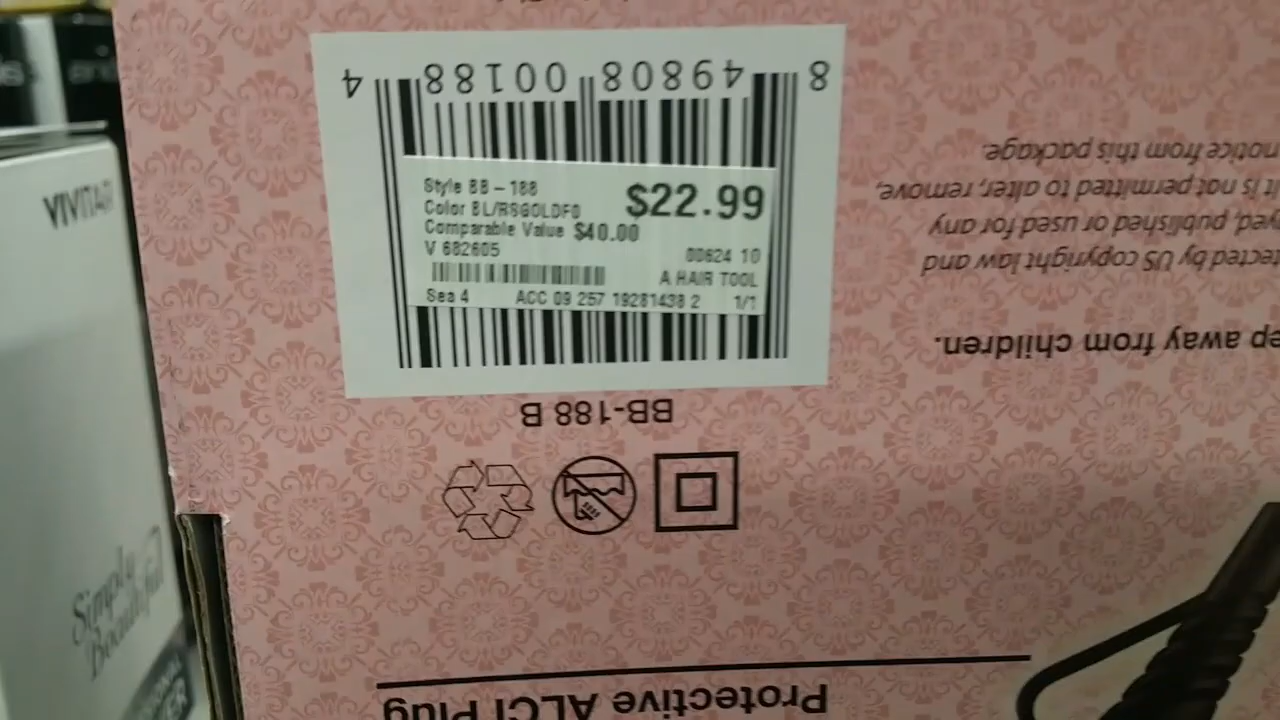 8 49808 00188 4
Style BB - 188
Color BL/RSGOLDFO
$22.99
Comparable Value $40.00
V 682605
00624 10
A HAIR TOOL
Sea 4 ACC 09 257 19281438 2 1/1
BB-188 B
ep away from children.
tected by US copyright law and
ved, published or used for any
it is not permitted to alter, remove,
notice from this package.
Protective ALCI Plug
VIVITAR
Simply
Beautiful